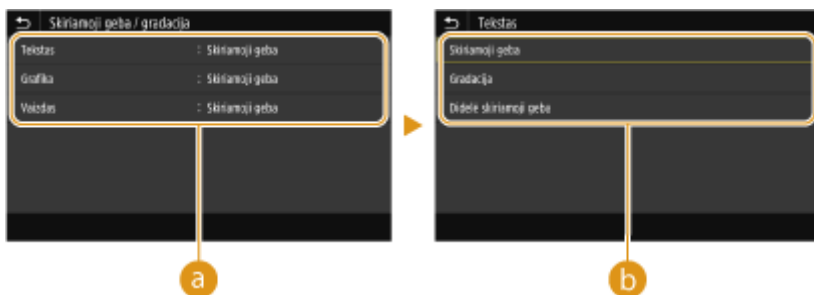 Skiriamoji geba / gradacija
Tekstas : Skiriamoji geba
Grafika : Skiriamoji geba
Vaizdas : Skiriamoji geba
a
Tekstas
Skiriamoji geba
Gradacija
Didelė skiriamoji geba
b